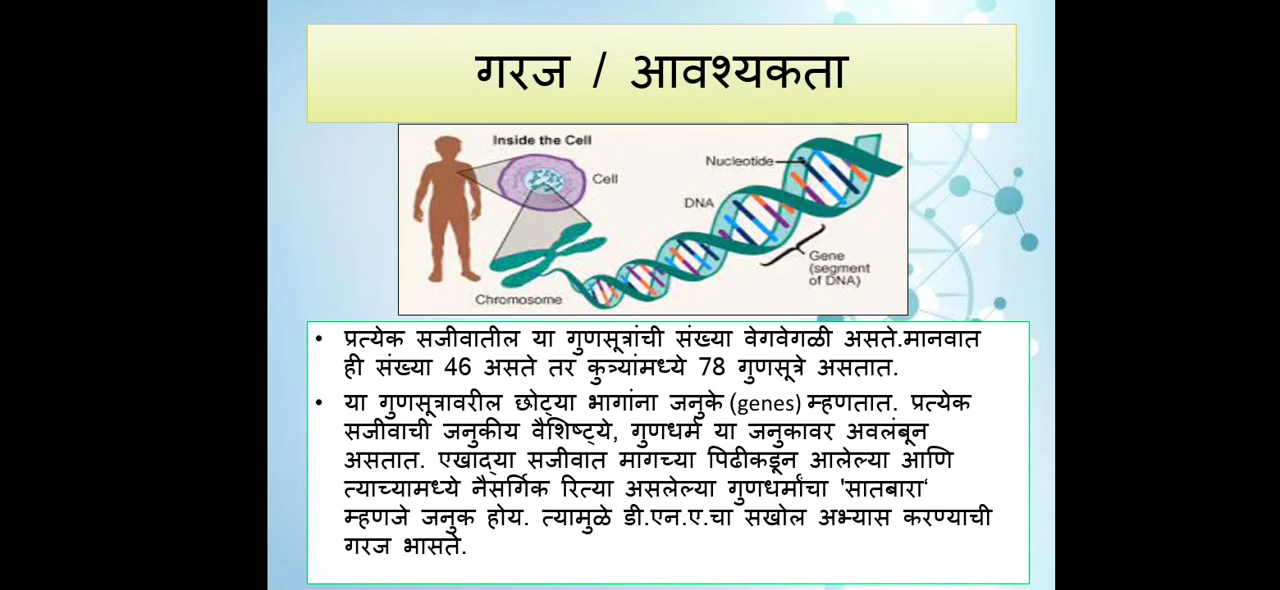 गरज / आवश्यकता
Inside the Cell
Cell
Nucleotide
DNA
Gene
(segment
of DNA)
Chromosome
• प्रत्येक सजीवातील या गुणसूत्रांची संख्या वेगवेगळी असते.मानवात
ही संख्या 46 असते तर कुत्र्यांमध्ये 78 गुणसूत्रे असतात.
• या गुणसूत्रावरील छोट्या भागांना जनुके (genes) म्हणतात. प्रत्येक
सजीवाची जनुकीय वैशिष्ट्ये, गुणधर्म या जनुकावर अवलंबून
असतात. एखाद्या सजीवात मागच्या पिढीकडून आलेल्या आणि
त्याच्यामध्ये नैसर्गिक रित्या असलेल्या गुणधर्मांचा 'सातबारा‘
म्हणजे जनुक होय. त्यामुळे डी.एन.ए.चा सखोल अभ्यास करण्याची
गरज भासते.